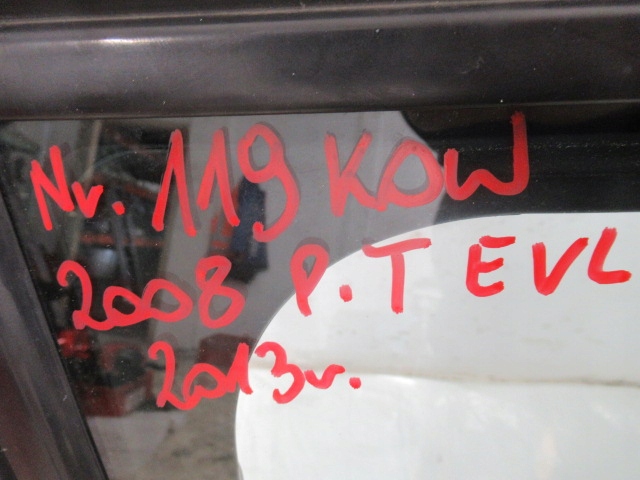 Nr. 119 KOW
2008 P.T EVL
2013r.